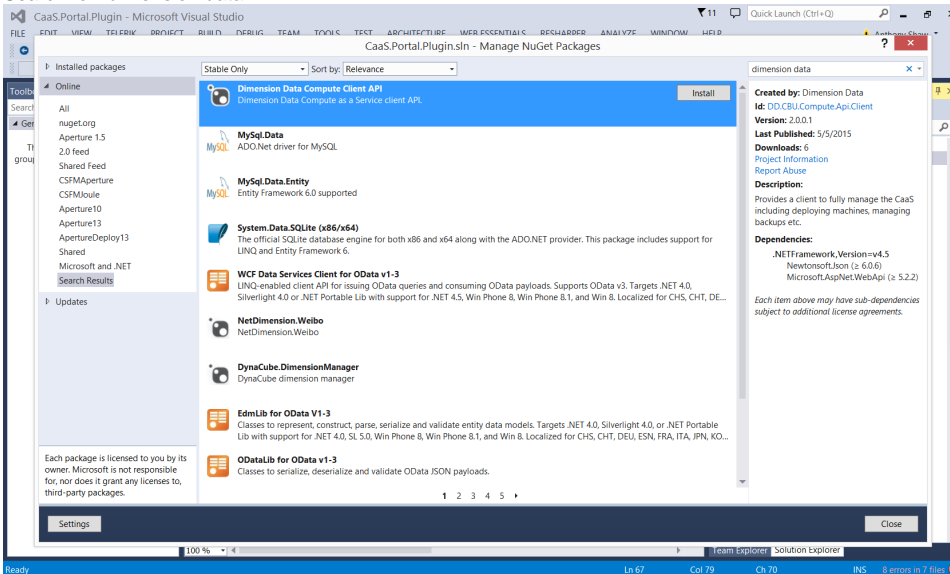 CaaS.Portal.Plugin - Microsoft Visual Studio
11
Quick Launch (Ctrl+Q)
FILE EDIT VIEW TELERIK PROJECT BUILD DEBUG TEAM TOOLS TEST ARCHITECTURE WEB ESSENTIALS RESHARPER ANALYZE WINDOW HELP
Anthony Shaw
CaaS.Portal.Plugin.sln - Manage NuGet Packages
? ×
Installed packages
Online
All
nuget.org
Aperture 1.5
2.0 feed
Shared Feed
CSFMAperture
CSFMJoule
Aperture10
Aperture13
ApertureDeploy13
Shared
Microsoft and .NET
Search Results
Updates
Each package is licensed to you by its
owner. Microsoft is not responsible
for, nor does it grant any licenses to,
third-party packages.
Stable Only
Sort by: Relevance
Dimension Data Compute Client API
Dimension Data Compute as a Service client API.
Install
MySql.Data
ADO.Net driver for MySQL
MySql.Data.Entity
Entity Framework 6.0 supported
System.Data.SQLite (x86/x64)
The official SQLite database engine for both x86 and x64 along with the ADO.NET provider. This package includes support for
LINQ and Entity Framework 6.
WCF Data Services Client for OData v1-3
LINQ-enabled client API for issuing OData queries and consuming OData payloads. Supports OData v3. Targets .NET 4.0,
Silverlight 4.0 or .NET Portable Lib with support for .NET 4.5, Win Phone 8, Win Phone 8.1, and Win 8. Localized for CHS, CHT, DE...
NetDimension.Weibo
NetDimension.Weibo
DynaCube.DimensionManager
DynaCube dimension manager
EdmLib for OData V1-3
Classes to represent, construct, parse, serialize and validate entity data models. Targets .NET 4.0, Silverlight 4.0, or .NET Portable
Lib with support for .NET 4.0, SL 5.0, Win Phone 8, Win Phone 8.1, and Win 8. Localized for CHS, CHT, DEU, ESN, FRA, ITA, JPN, KO...
ODataLib for OData v1-3
Classes to serialize, deserialize and validate OData JSON payloads.
1 2 3 4 5
dimension data
Created by: Dimension Data
Id: DD.CBU.Compute.Api.Client
Version: 2.0.0.1
Last Published: 5/5/2015
Downloads: 6
Project Information
Report Abuse
Description:
Provides a client to fully manage the CaaS
including deploying machines, managing
backups etc.
Dependencies:
.NETFramework,Version=v4.5
Newtonsoft.Json (≥ 6.0.6)
Microsoft.AspNet.WebApi (≥ 5.2.2)
Each item above may have sub-dependencies
subject to additional license agreements.
Settings
Close
100 %
Team Explorer Solution Explorer
Ready
Ln 67 Col 79 Ch 70 INS 8 errors in 7 files